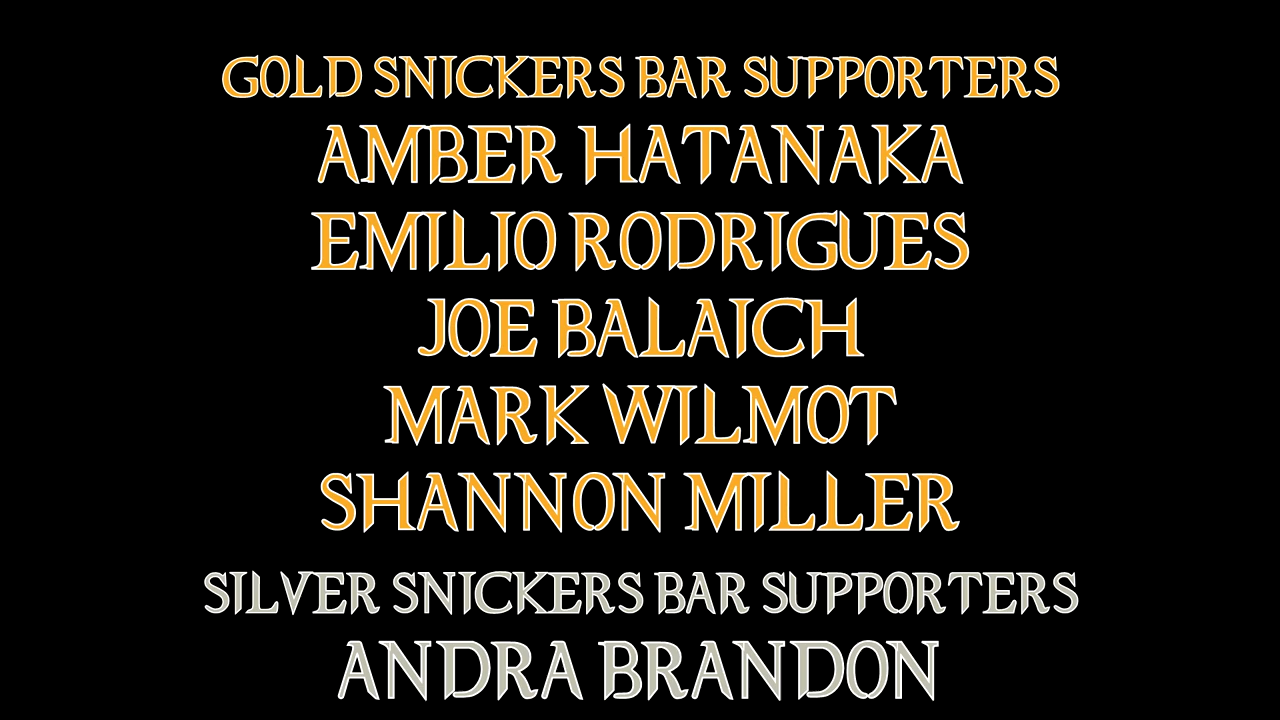 GOLD SNICKERS BAR SUPPORTERS
AMBER HATANAKA
EMILIO RODRIGUES
JOE BALAICH
MARK WILMOT
SHANNON MILLER
SILVER SNICKERS BAR SUPPORTERS
ANDRA BRANDON